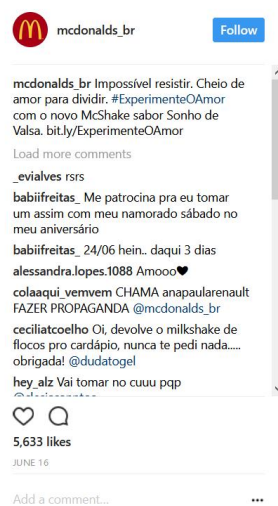 mcdonalds_br
Follow
mcdonalds_br Impossível resistir. Cheio de
amor para dividir. #ExperimenteOAmor
com o novo McShake sabor Sonho de
Valsa. bit.ly/ExperimenteOAmor
Load more comments
_evialves rsrs
babiifreitas_ Me patrocina pra eu tomar
um assim com meu namorado sábado no
meu aniversário
babiifreitas_ 24/06 hein.. daqui 3 dias
alessandra.lopes.1088 Amooo🖤
colaaqui_vemvem CHAMA anapaularenault
FAZER PROPAGANDA @mcdonalds_br
ceciliatcoelho Oi, devolve o milkshake de
flocos pro cardápio, nunca te pedi nada.....
obrigada! @dudatogel
hey_alz Vai tomar no cuuu pqp
5,633 likes
JUNE 16
Add a comment...